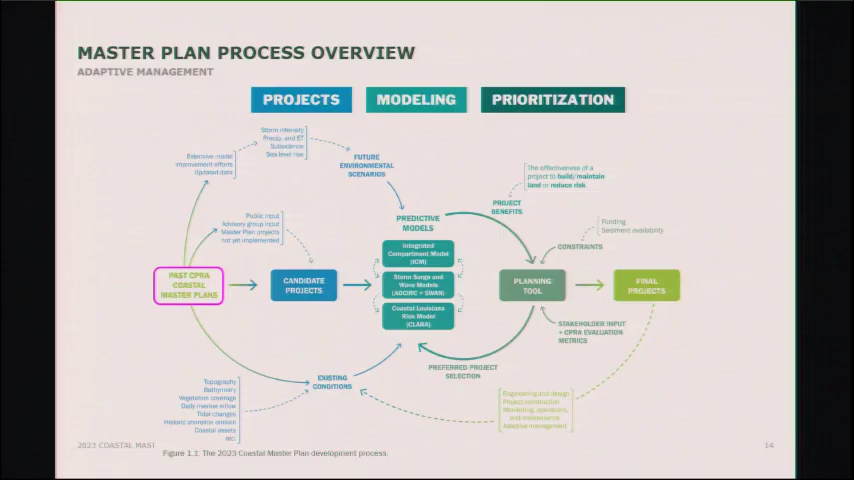 MASTER PLAN PROCESS OVERVIEW
ADAPTIVE MANAGEMENT
PROJECTS
MODELING
PRIORITIZATION
Storm intensity
Precip. and ET
Subsidence
Sea level rise
Extensive model
improvement efforts
Updated data
FUTURE
ENVIRONMENTAL
SCENARIOS
The effectiveness of a
project to build/maintain
land or reduce risk
PROJECT
BENEFITS
Public input
Advisory group input
Master Plan projects
not yet implemented
PREDICTIVE
MODELS
Funding
Sediment availability
CONSTRAINTS
Integrated
Compartment Model
(ICM)
PAST CPRA
COASTAL
MASTER PLANS
CANDIDATE
PROJECTS
Storm Surge and
Wave Models
(ADCIRC + SWAN)
PLANNING
TOOL
FINAL
PROJECTS
Coastal Louisiana
Risk Model
(CLARA)
STAKEHOLDER INPUT
+ CPRA EVALUATION
METRICS
PREFERRED PROJECT
SELECTION
EXISTING
CONDITIONS
Topography
Bathymetry
Vegetation coverage
Daily riverine inflow
Tidal changes
Historic shoreline erosion
Coastal assets
etc.
Engineering and design
Project construction
Monitoring, operations,
and maintenance
Adaptive management
2023 COASTAL MAST
14
Figure 1.1: The 2023 Coastal Master Plan development process.